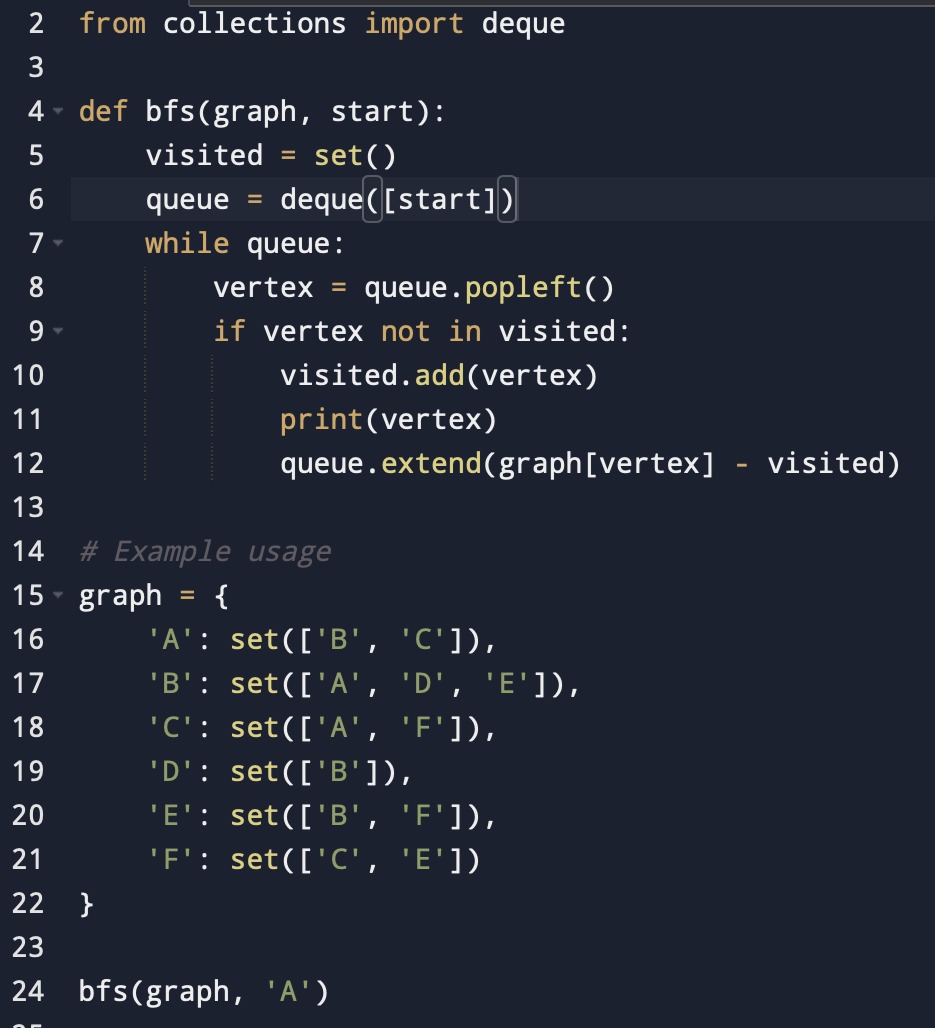 2 from collections import deque
3
4 def bfs(graph, start):
5     visited = set()
6     queue = deque([start])
7     while queue:
8         vertex = queue.popleft()
9         if vertex not in visited:
10             visited.add(vertex)
11             print(vertex)
12             queue.extend(graph[vertex] - visited)
13
14 # Example usage
15 graph = {
16     'A': set(['B', 'C']),
17     'B': set(['A', 'D', 'E']),
18     'C': set(['A', 'F']),
19     'D': set(['B']),
20     'E': set(['B', 'F']),
21     'F': set(['C', 'E'])
22 }
23
24 bfs(graph, 'A')